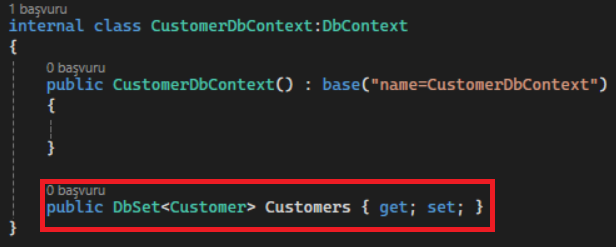 1 başvuru
internal class CustomerDbContext:DbContext
{
0 başvuru
public CustomerDbContext() : base("name=CustomerDbContext")
{
}
0 başvuru
public DbSet<Customer> Customers { get; set; }
}